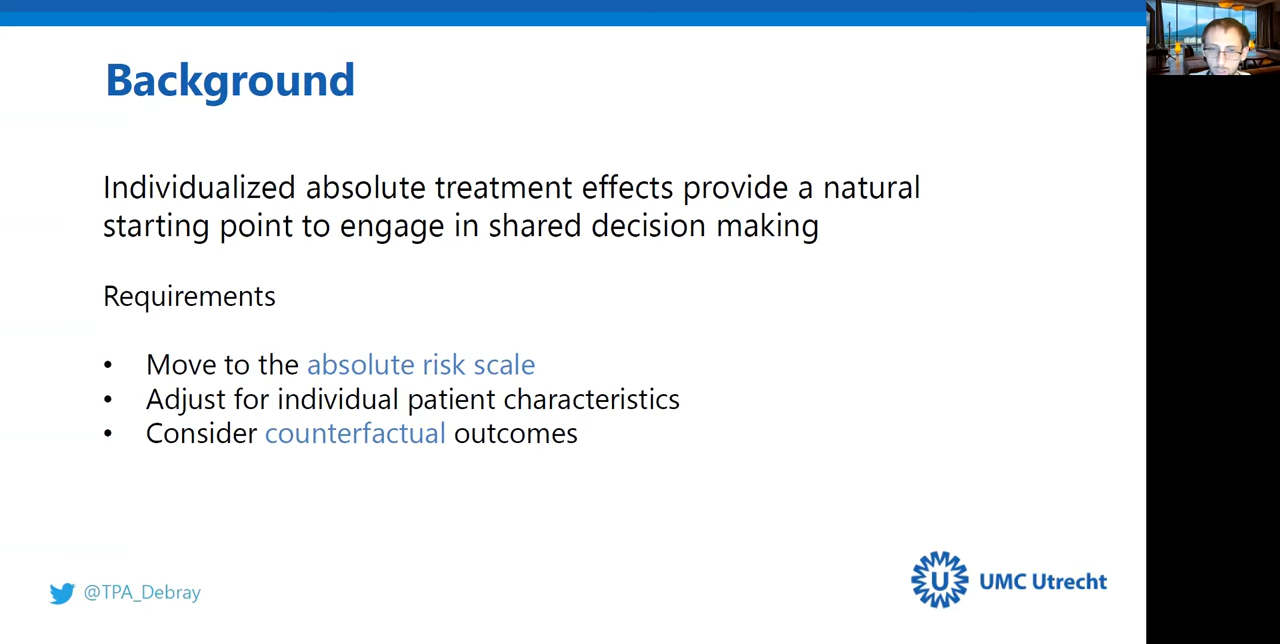 Background
Individualized absolute treatment effects provide a natural
starting point to engage in shared decision making
Requirements
• Move to the absolute risk scale
• Adjust for individual patient characteristics
• Consider counterfactual outcomes
@TPA_Debray
U UMC Utrecht